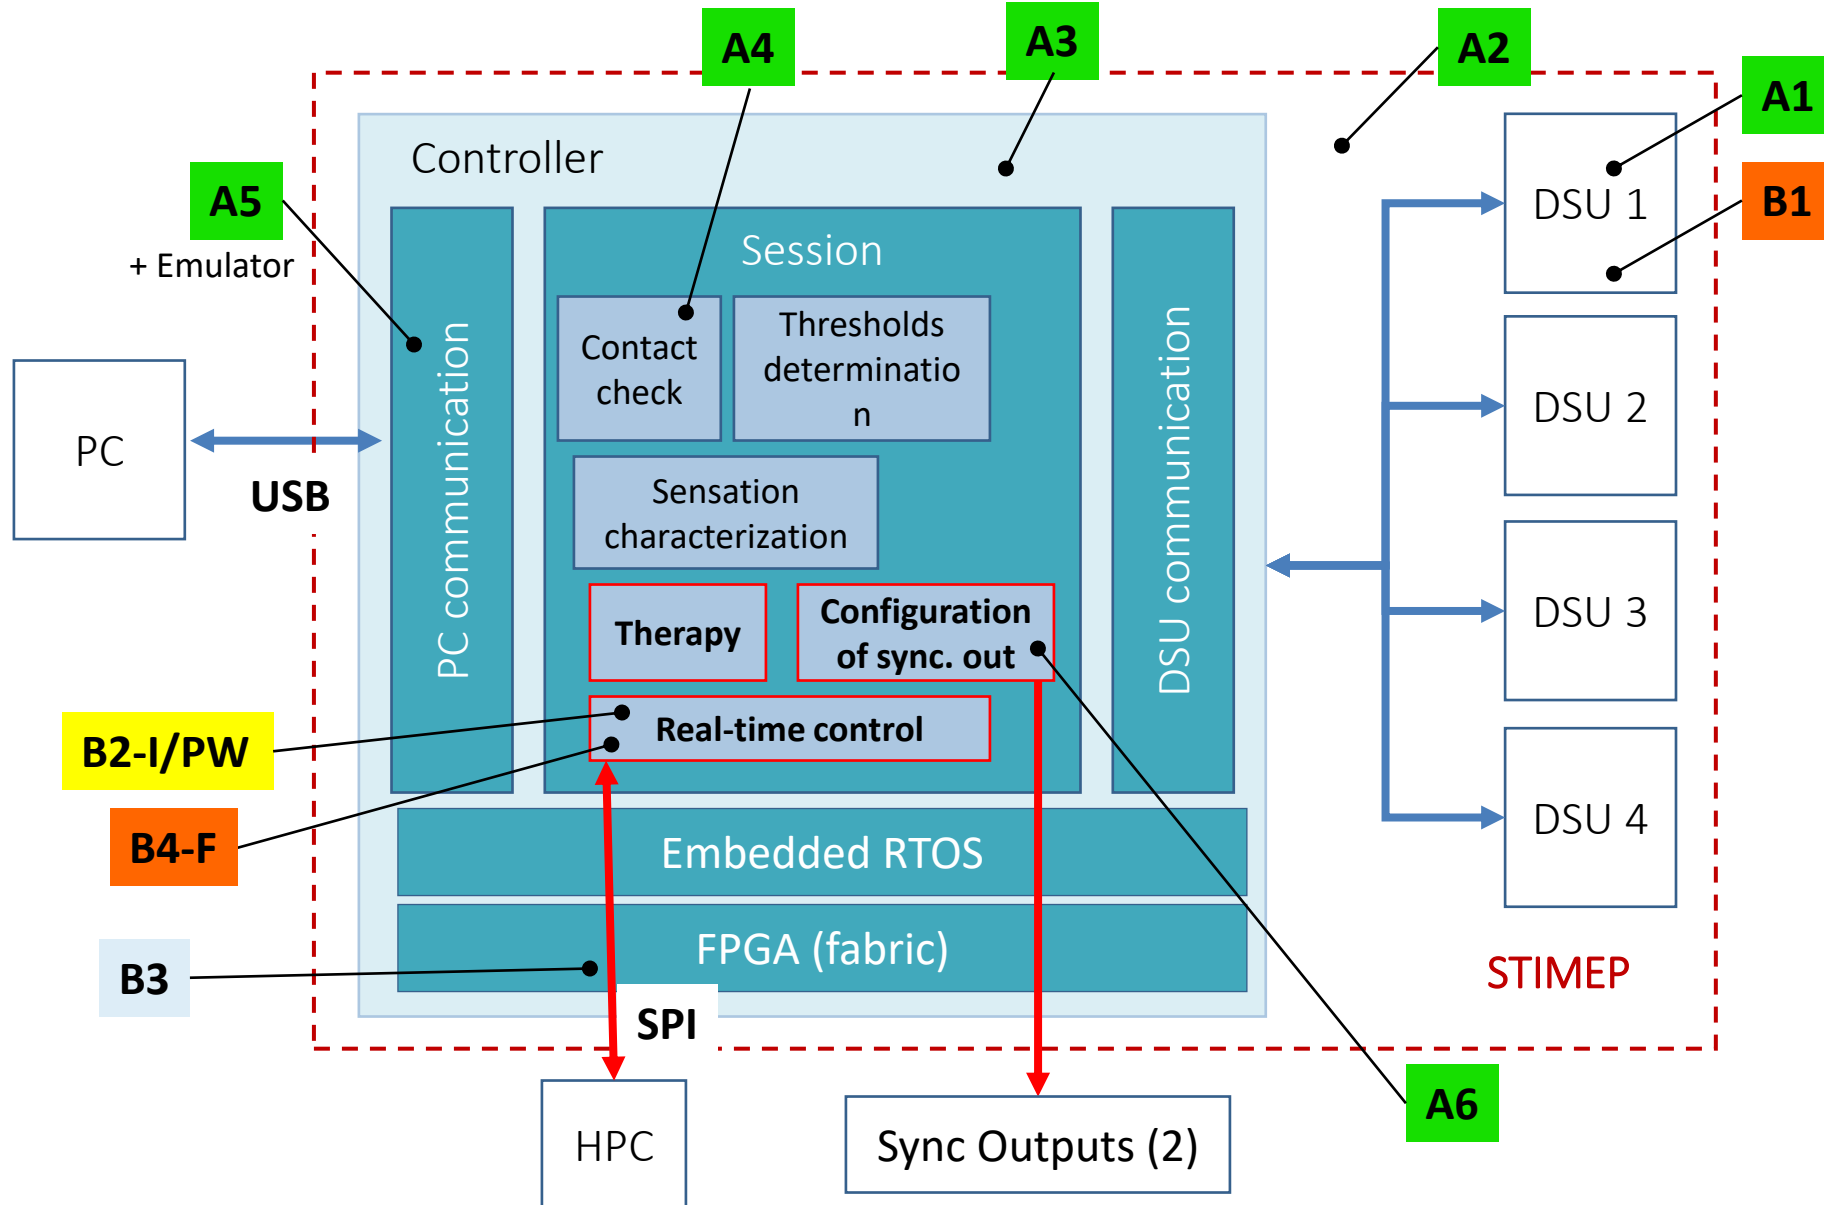 A4
A3
A2
A1
Controller
A5
+ Emulator
B1
DSU 1
Session
Contact
check
Thresholds
determinatio
n
PC communication
DSU communication
DSU 2
PC
USB
Sensation
characterization
Therapy
Configuration
of sync. out
DSU 3
B2-I/PW
Real-time control
B4-F
Embedded RTOS
DSU 4
B3
FPGA (fabric)
STIMEP
SPI
A6
HPC
Sync Outputs (2)